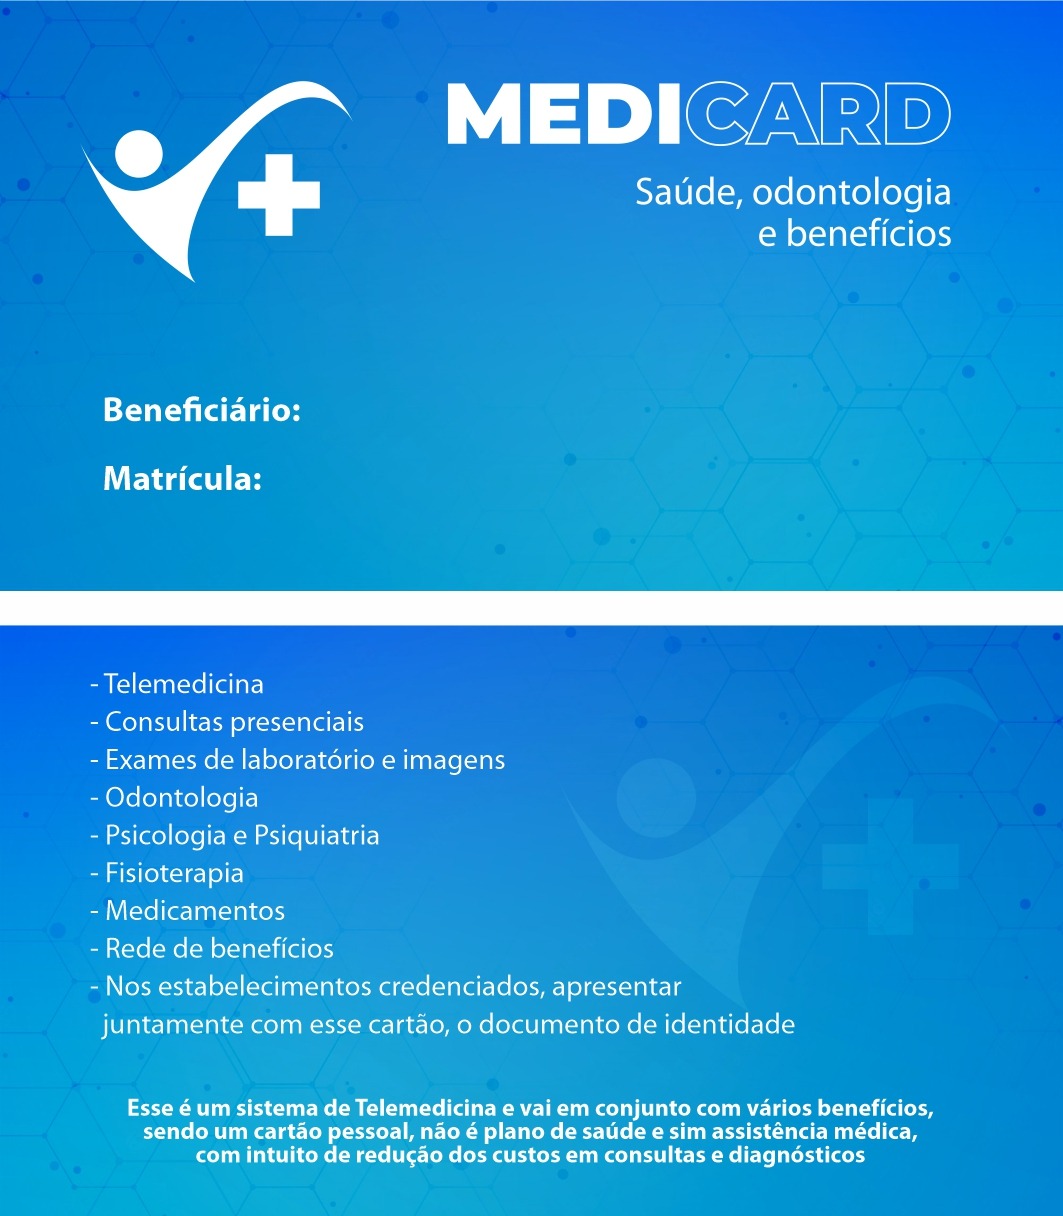 MEDICARD
Saúde, odontologia
e benefícios
Beneficiário:
Matrícula:
- Telemedicina
- Consultas presenciais
- Exames de laboratório e imagens
- Odontologia
- Psicologia e Psiquiatria
- Fisioterapia
- Medicamentos
- Rede de benefícios
- Nos estabelecimentos credenciados, apresentar
juntamente com esse cartão, o documento de identidade
Esse é um sistema de Telemedicina e vai em conjunto com vários benefícios,
sendo um cartão pessoal, não é plano de saúde e sim assistência médica,
com intuito de redução dos custos em consultas e diagnósticos